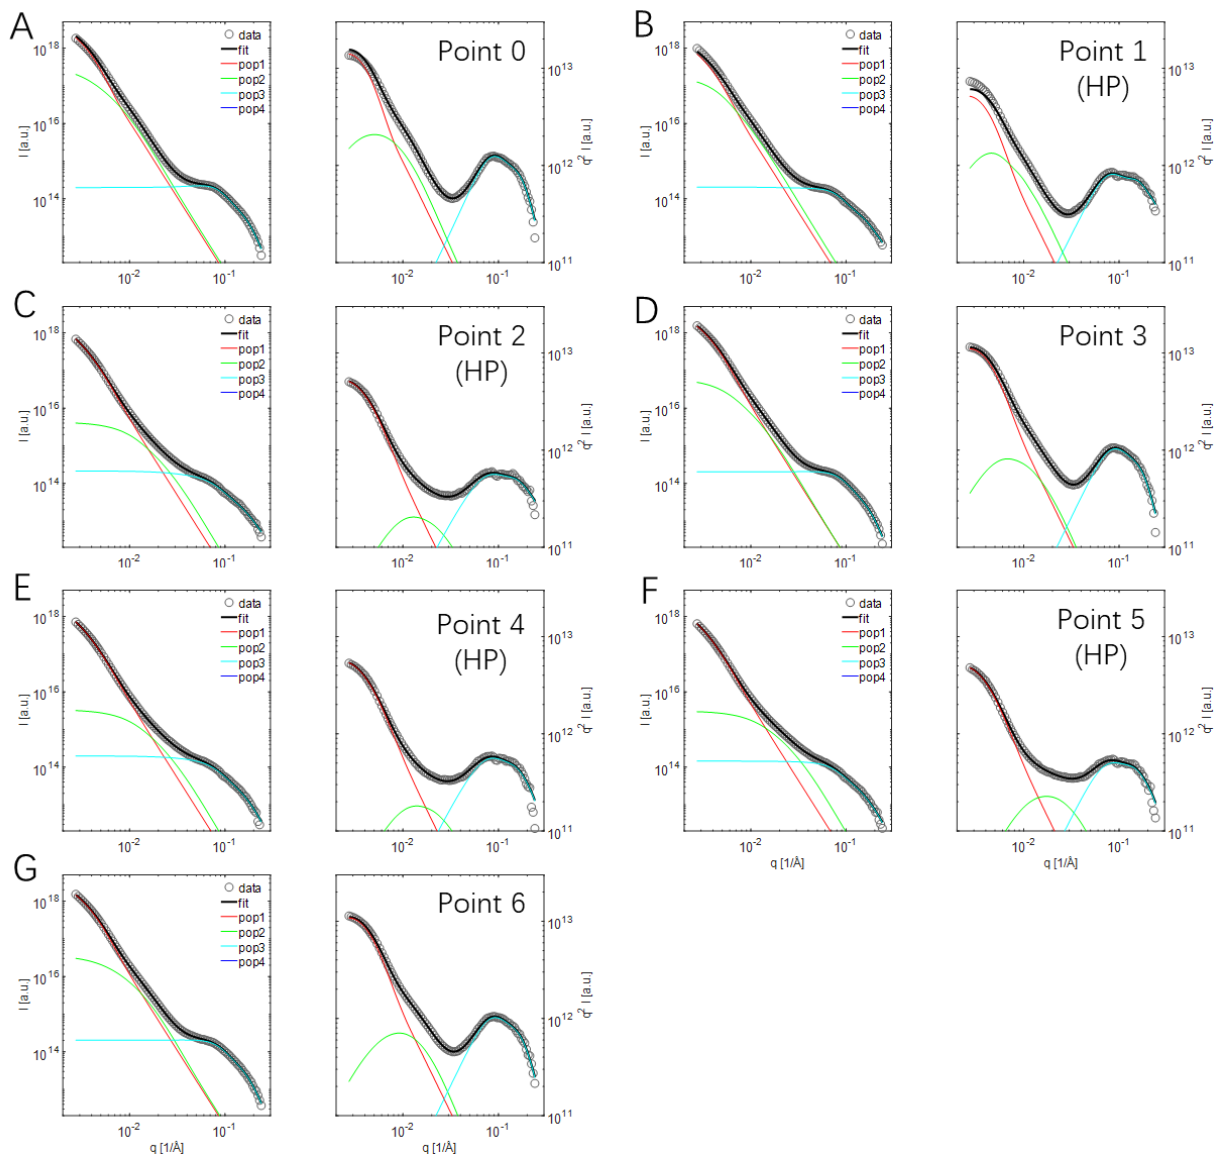 A
Point 0
data
fit
pop1
pop2
pop3
pop4
10^18
10^16
10^14
I [a.u.]
10^-2
10^-1
10^13
10^12
10^11
q^2 I [a.u.]
10^-2
10^-1
B
Point 1
(HP)
data
fit
pop1
pop2
pop3
pop4
10^18
10^16
10^14
I [a.u.]
10^-2
10^-1
10^13
10^12
10^11
q^2 I [a.u.]
10^-2
10^-1
C
Point 2
(HP)
data
fit
pop1
pop2
pop3
pop4
10^18
10^16
10^14
I [a.u.]
10^-2
10^-1
10^13
10^12
10^11
q^2 I [a.u.]
10^-2
10^-1
D
Point 3
data
fit
pop1
pop2
pop3
pop4
10^18
10^16
10^14
I [a.u.]
10^-2
10^-1
10^13
10^12
10^11
q^2 I [a.u.]
10^-2
10^-1
E
Point 4
(HP)
data
fit
pop1
pop2
pop3
pop4
10^18
10^16
10^14
I [a.u.]
10^-2
10^-1
10^13
10^12
10^11
q^2 I [a.u.]
10^-2
10^-1
F
Point 5
(HP)
data
fit
pop1
pop2
pop3
pop4
10^18
10^16
10^14
I [a.u.]
10^-2
10^-1
q [1/Å]
10^13
10^12
10^11
q^2 I [a.u.]
10^-2
10^-1
q [1/Å]
G
Point 6
data
fit
pop1
pop2
pop3
pop4
10^18
10^16
10^14
I [a.u.]
10^-2
10^-1
q [1/Å]
10^13
10^12
10^11
q^2 I [a.u.]
10^-2
10^-1
q [1/Å]